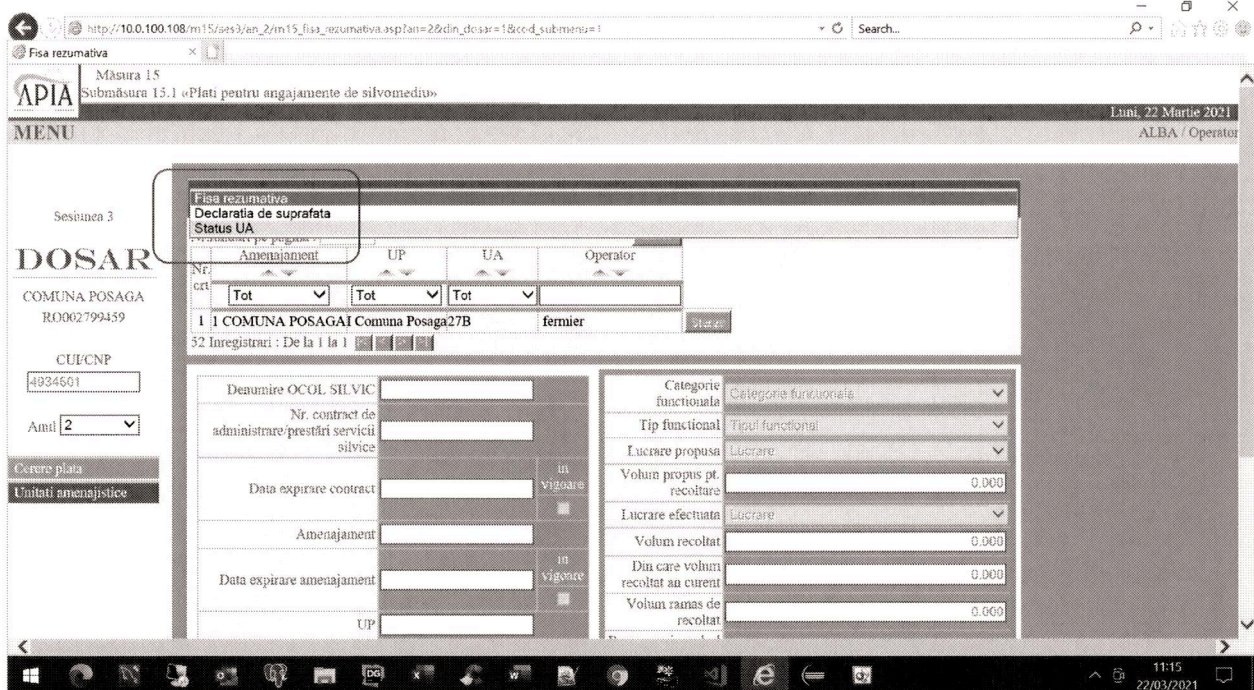 http://10.0.100.108/m15/ses3/an_2/m15_fisa_rezumativa.asp?an=2&din_dosar=1&cod_submenu=1
Search...
Fisa rezumativa
APIA
Măsura 15
Submăsura 15.1 «Plati pentru angajamente de silvomediu»
Luni, 22 Martie 2021
MENU
ALBA / Operator
Sesiunea 3
Fisa rezumativa
Declaratia de suprafata
Status UA
DOSAR
COMUNA POSAGA
RO002799459
CUI/CNP
4934501
Anul 2
Cerere plata
Unitati amenajistice
Nr. crt
Amenajament
UP
UA
Operator
Tot
Tot
Tot
1 1 COMUNA POSAGA I Comuna Posaga 27B fermier
52 Inregistrari : De la 1 la 1
Denumire OCOL SILVIC
Nr. contract de
administrare/prestări servicii
silvice
Data expirare contract
in
vigoare
Amenajament
Data expirare amenajament
in
vigoare
UP
Categorie
functionala
Categorie functionala
Tip functional
Tipul functional
Lucrare propusa
Lucrare
Volum propus pt.
recoltare
0.000
Lucrare efectuata
Lucrare
Volum recoltat
0.000
Din care volum
recoltat an curent
0.000
Volum ramas de
recoltat
0.000
11:15
22/03/2021